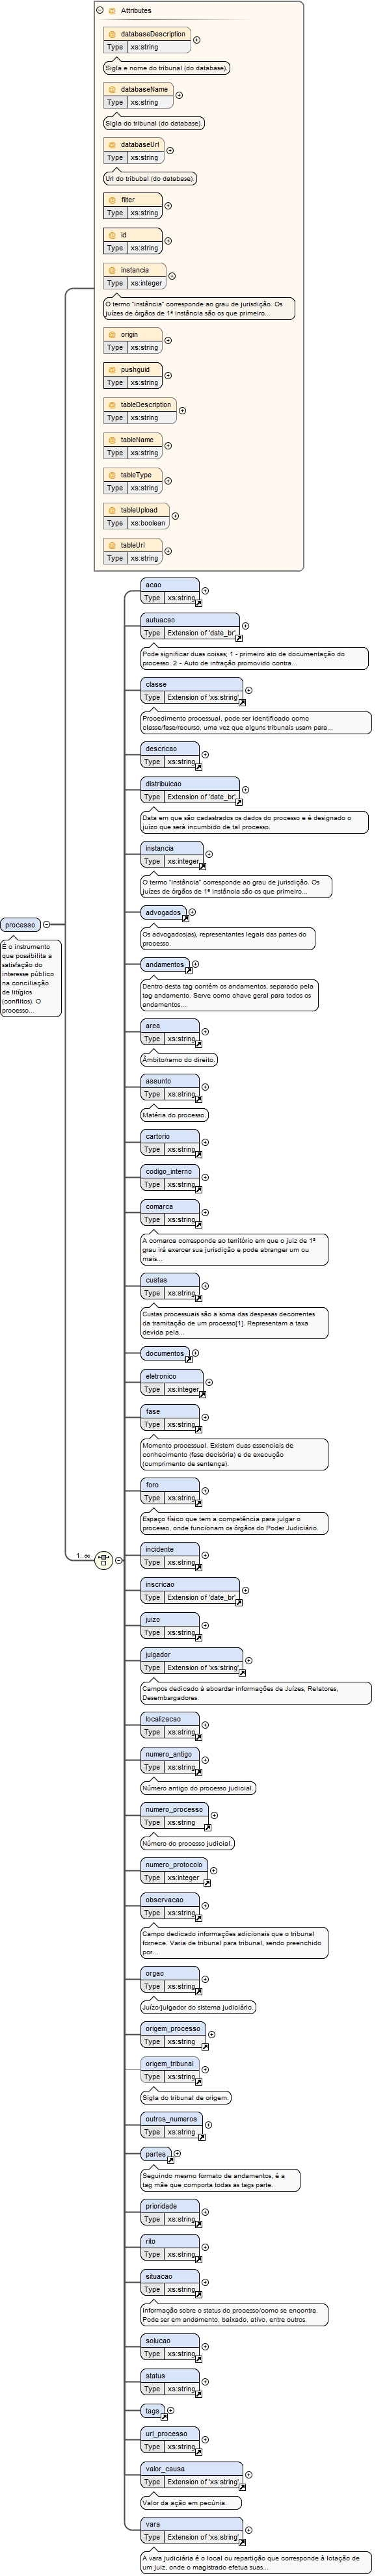 Attributes
databaseDescription
Type xs:string
Sigla e nome do tribunal (do database).
databaseName
Type xs:string
Sigla do tribunal (do database).
databaseUrl
Type xs:string
Url do tribubal (do database).
filter
Type xs:string
id
Type xs:string
instancia
Type xs:integer
O termo "instância" corresponde ao grau de jurisdição. Os
juízes de órgãos de 1ª instância são os que primeiro...
origin
Type xs:string
pushguid
Type xs:string
tableDescription
Type xs:string
tableName
Type xs:string
tableType
Type xs:string
tableUpload
Type xs:boolean
tableUrl
Type xs:string
acao
Type xs:string
autuacao
Type Extension of 'date_br'
Pode significar duas coisas; 1 - primeiro ato de documentação do
processo. 2 - Auto de infração promovido contra...
classe
Type Extension of 'xs:string'
Procedimento processual, pode ser identificado como
classe/fase/recurso, uma vez que alguns tribunais usam para...
descricao
Type xs:string
distribuicao
Type Extension of 'date_br'
Data em que são cadastrados os dados do processo e é designado o
juízo que será incumbido de tal processo.
instancia
Type xs:integer
O termo "instância" corresponde ao grau de jurisdição. Os
juízes de órgãos de 1ª instância são os que primeiro...
advogados
Os advogados(as), representantes legais das partes do
processo.
processo
É o instrumento
que possibilita a
satisfação do
interesse público
na conciliação
de litígios
(conflitos). O
processo...
andamentos
Dentro desta tag contém os andamentos, separado pela
tag andamento. Serve como chave geral para todos os
andamentos,...
area
Type xs:string
Âmbito/ramo do direito.
assunto
Type xs:string
Matéria do processo.
cartorio
Type xs:string
codigo_interno
Type xs:string
comarca
Type xs:string
A comarca corresponde ao território em que o juiz de 1ª
grau irá exercer sua jurisdição e pode abranger um ou
mais...
custas
Type xs:string
Custas processuais são a soma das despesas decorrentes
da tramitação de um processo[1]. Representam a taxa
devida pela...
documentos
eletronico
Type xs:integer
fase
Type xs:string
Momento processual. Existem duas essenciais de
conhecimento (fase decisória) e de execução
(cumprimento de sentença).
foro
Type xs:string
Espaço físico que tem a competência para julgar o
processo, onde funcionam os órgãos do Poder Judiciário.
incidente
Type xs:string
1..∞
inscricao
Type Extension of 'date_br'
juizo
Type xs:string
julgador
Type Extension of 'xs:string'
Campos dedicado à aboardar informações de Juízes, Relatores,
Desembargadores.
localizacao
Type xs:string
numero_antigo
Type xs:string
Número antigo do processo judicial.
numero_processo
Type xs:string
Número do processo judicial.
numero_protocolo
Type xs:integer
observacao
Type xs:string
Campo dedicado informações adicionais que o tribunal
fornece. Varia de tribunal para tribunal, sendo preenchido
por...
orgao
Type xs:string
Juízo/julgador do sistema judiciário.
origem_processo
Type xs:string
origem_tribunal
Type xs:string
Sigla do tribunal de origem.
outros_numeros
Type xs:string
partes
Seguindo mesmo formato de andamentos, é a
tag mãe que comporta todas as tags parte.
prioridade
Type xs:string
rito
Type xs:string
situacao
Type xs:string
Informação sobre o status do processo/como se encontra.
Pode ser em andamento, baixado, ativo, entre outros.
solucao
Type xs:string
status
Type xs:string
tags
url_processo
Type xs:string
valor_causa
Type Extension of 'xs:string'
Valor da ação em pecúnia.
vara
Type Extension of 'xs:string'
A vara judiciária é o local ou repartição que corresponde à lotação de
um juiz, onde o magistrado efetua suas...